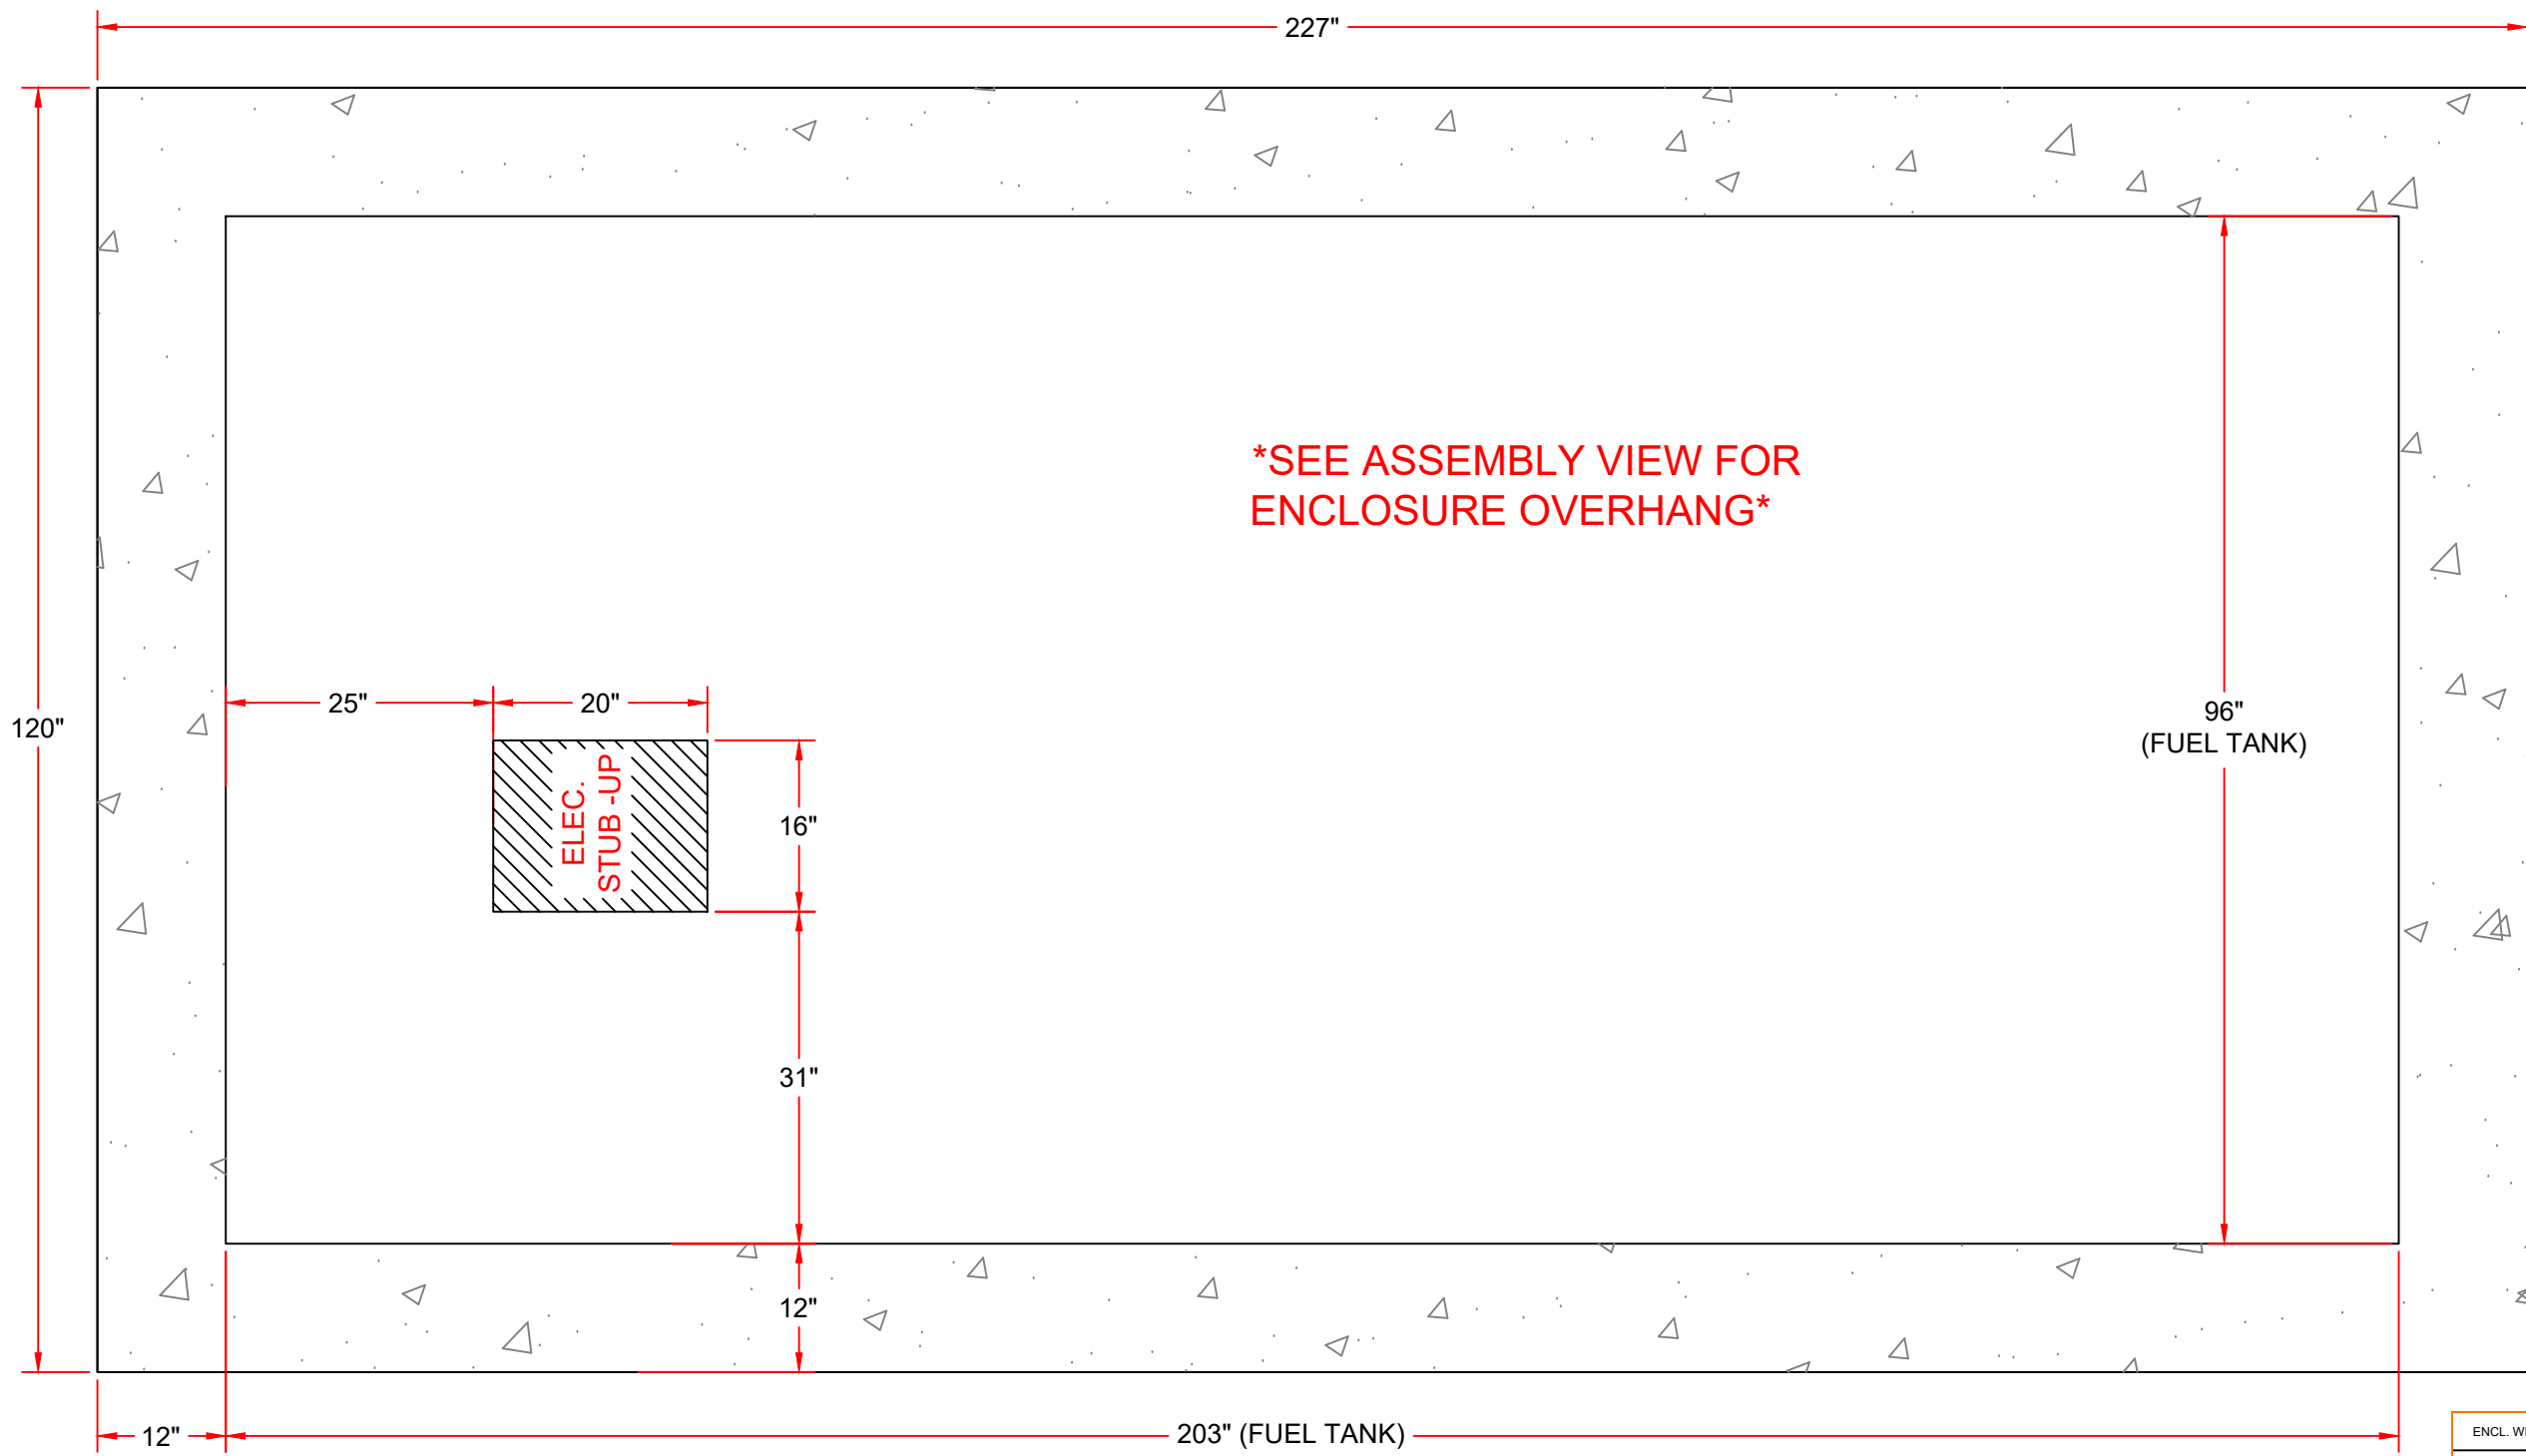 227"
*SEE ASSEMBLY VIEW FOR
ENCLOSURE OVERHANG*
25"
20"
120"
96"
(FUEL TANK)
ELEC.
STUB -UP
16"
31"
12"
12"
203" (FUEL TANK)
ENCL.